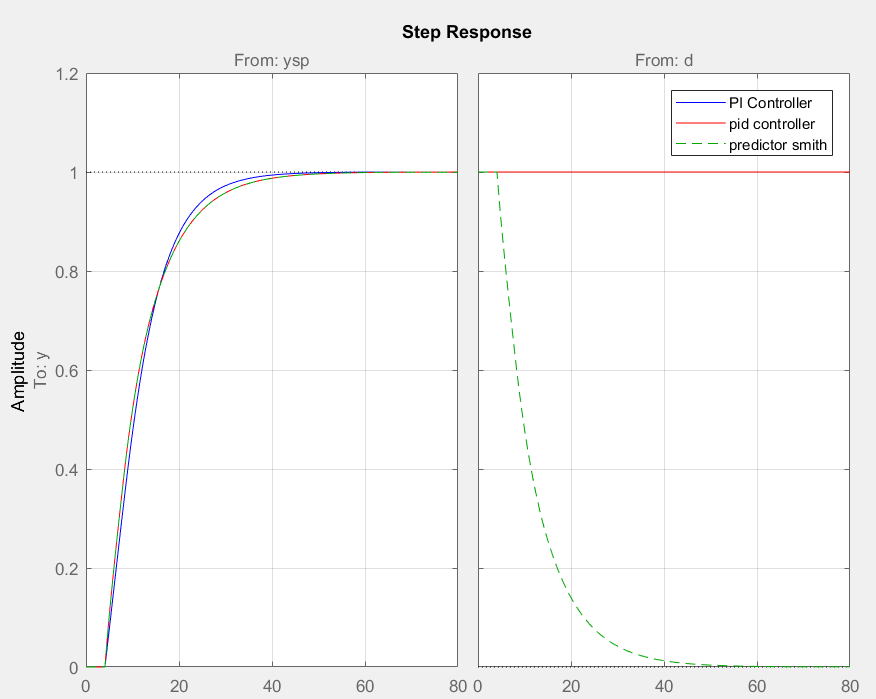 Step Response
From: ysp
From: d
PI Controller
pid controller
predictor smith
Amplitude
To: y
1.2
1
0.8
0.6
0.4
0.2
0
0
20
40
60
80
0
20
40
60
80